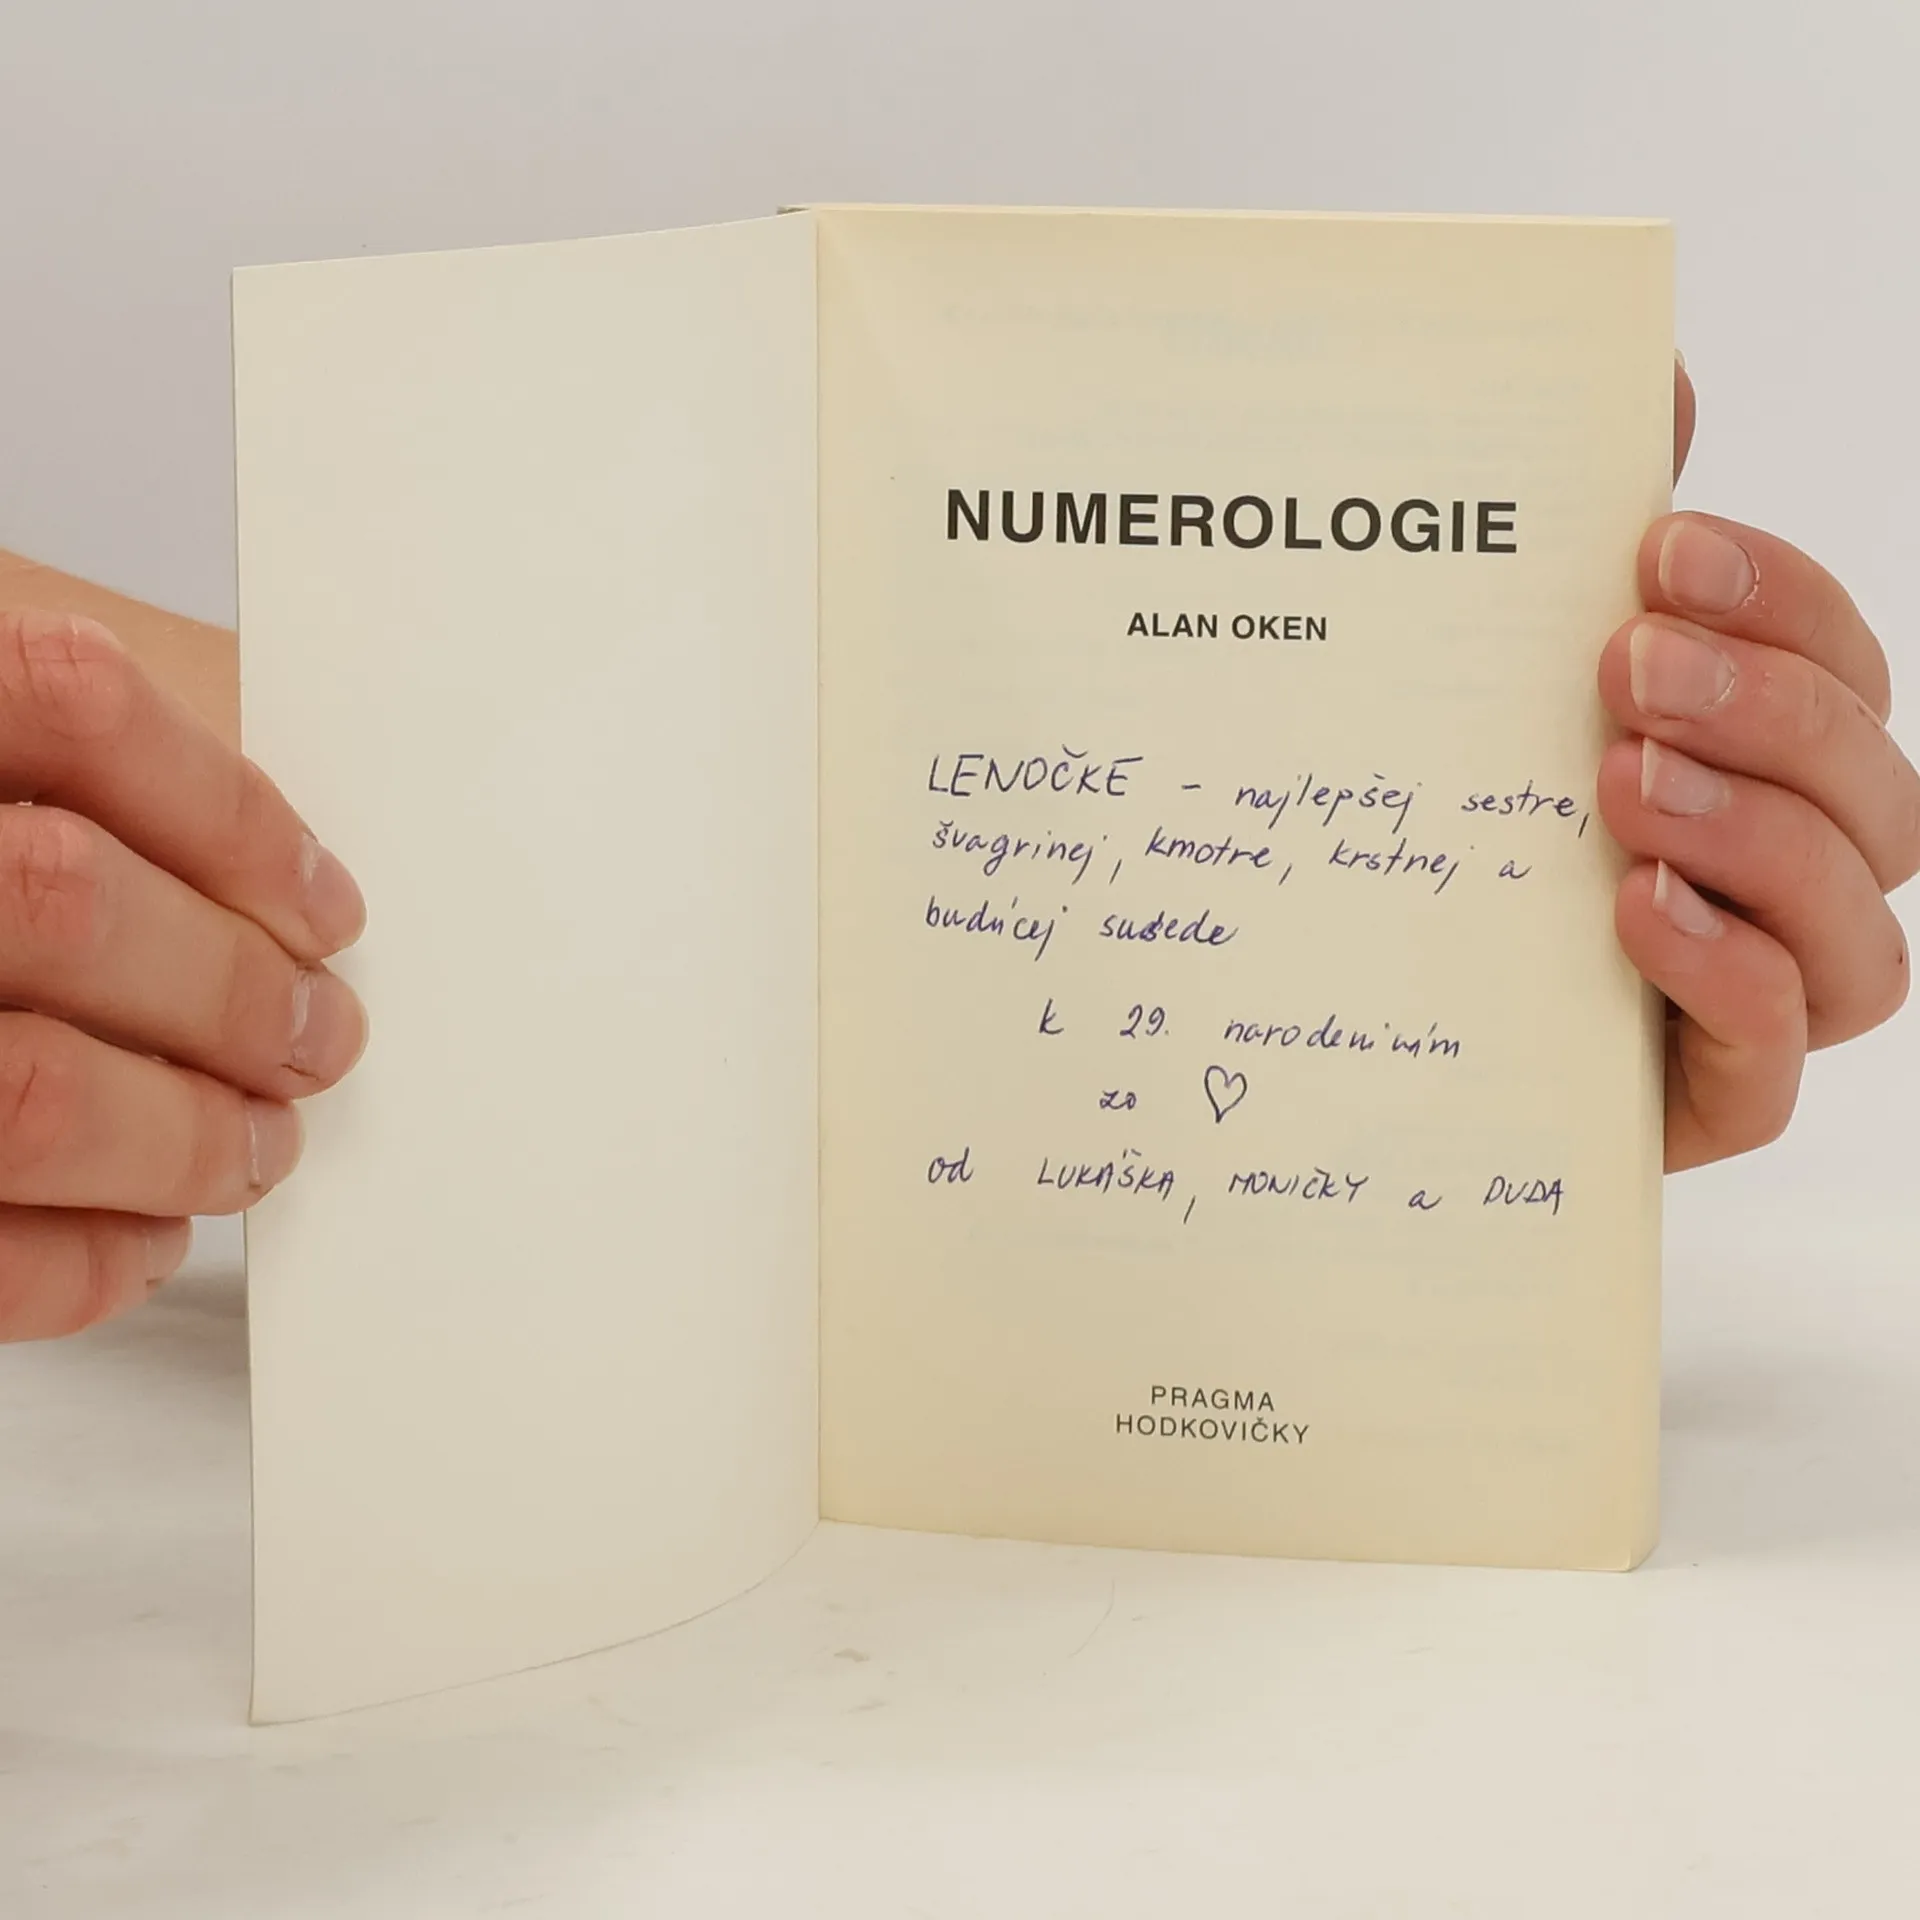 NUMEROLOGIE
ALAN OKEN
LENOČKE - najlepšej sestre,
švagrinej, kmotre, krstnej a
budúcej susede
k 29. narodeninám
zo ♡
od LUKÁŠKA, MONIČKY a DUDA
PRAGMA
HODKOVIČKY